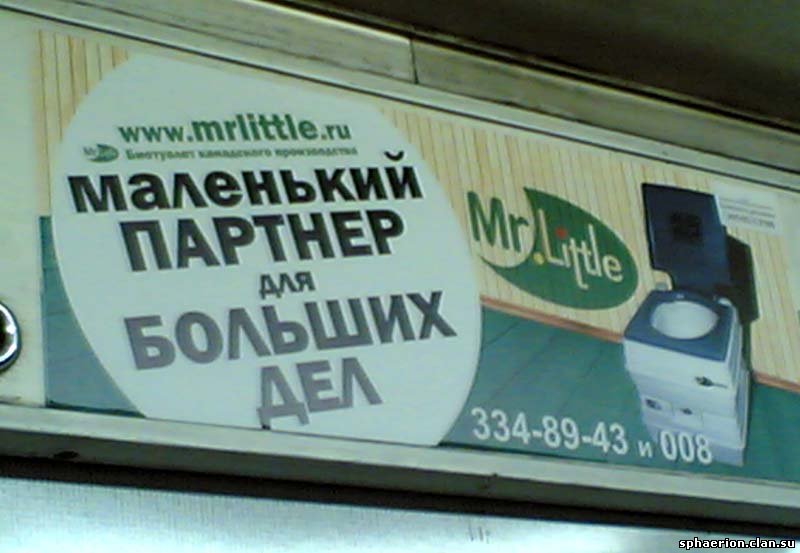 www.mrlittle.ru
Биотуалет канадского производства
маленький
ПАРТНЕР
для
БОЛЬШИХ
ДЕЛ
Mr.Little
334-89-43 и 008
sphaerion.clan.su